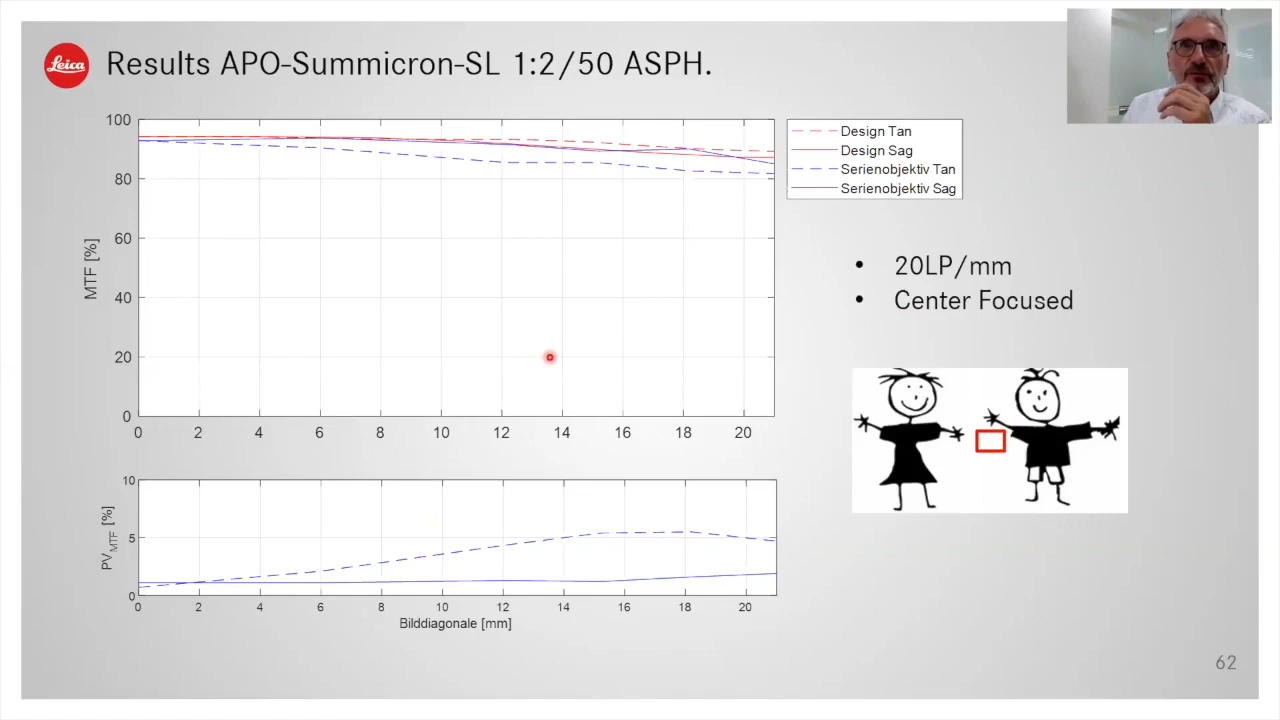 Leica
Results APO-Summicron-SL 1:2/50 ASPH.
100
80
60
40
20
0
MTF [%]
0 2 4 6 8 10 12 14 16 18 20
Design Tan
Design Sag
Serienobjektiv Tan
Serienobjektiv Sag
• 20LP/mm
• Center Focused
10
5
0
PV_MTF [%]
0 2 4 6 8 10 12 14 16 18 20
Bilddiagonale [mm]
62